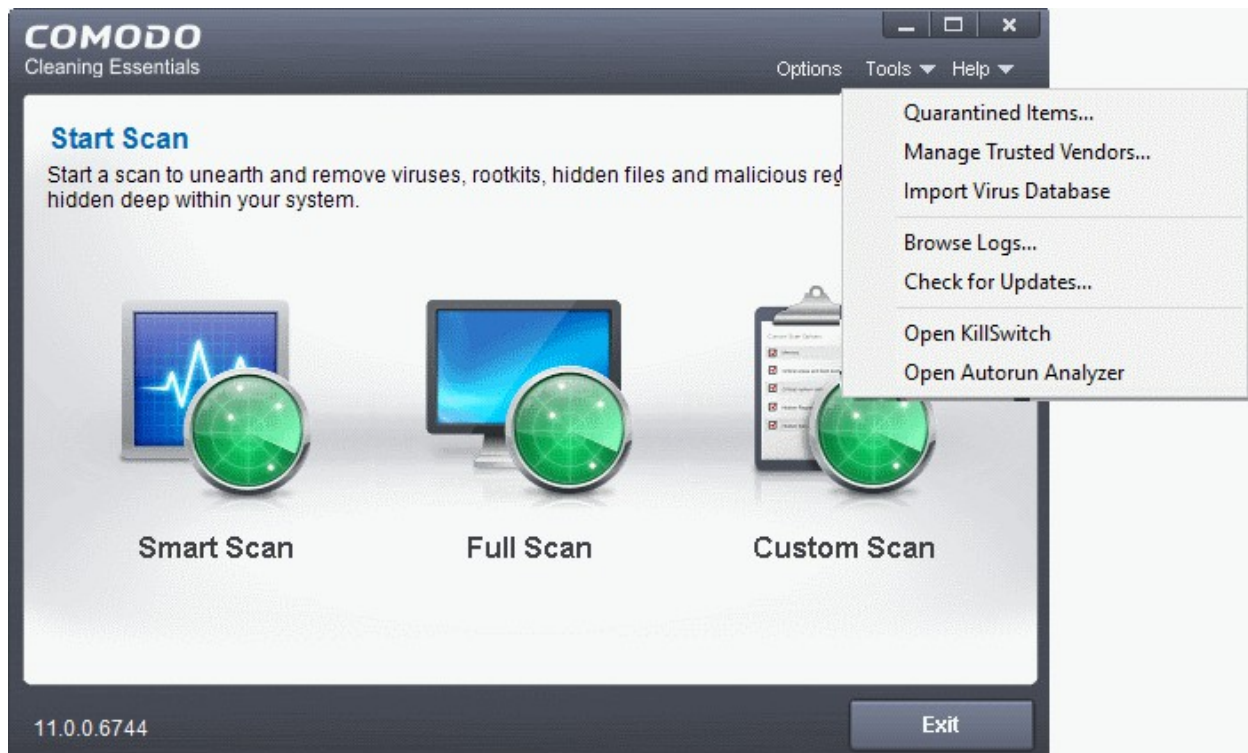 COMODO
Cleaning Essentials
Options Tools Help
Quarantined Items...
Manage Trusted Vendors...
Import Virus Database
Browse Logs...
Check for Updates...
Open KillSwitch
Open Autorun Analyzer
Start Scan
Start a scan to unearth and remove viruses, rootkits, hidden files and malicious
hidden deep within your system.
Smart Scan
Full Scan
Custom Scan
11.0.0.6744
Exit